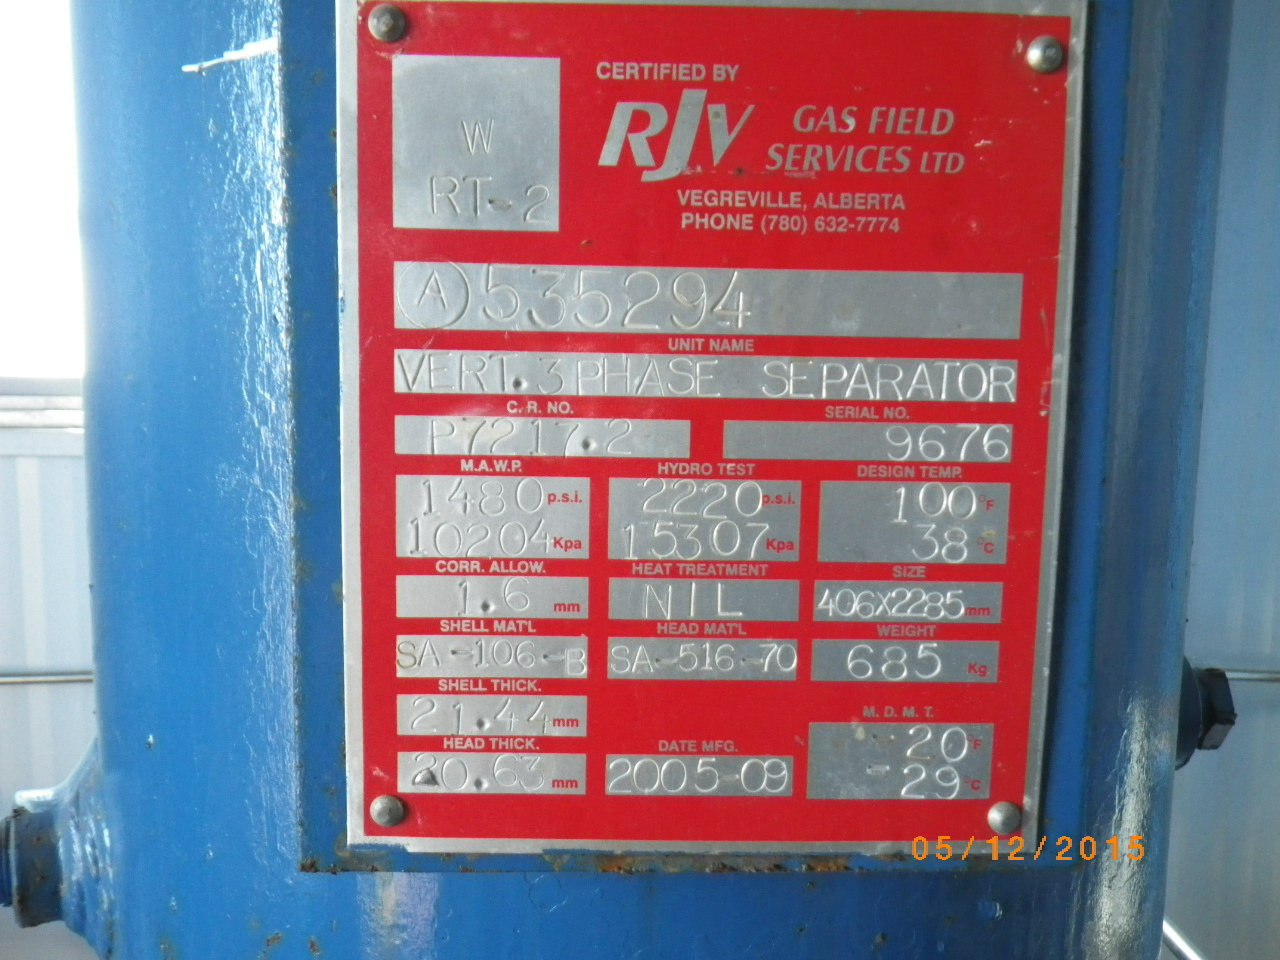 CERTIFIED BY
RJV GAS FIELD
SERVICES LTD
VEGREVILLE, ALBERTA
PHONE (780) 632-7774
W
RT-2
A 535294
UNIT NAME
VERT. 3 PHASE SEPARATOR
C. R. NO. SERIAL NO.
P7217.2 9676
M.A.W.P. HYDRO TEST DESIGN TEMP.
1480 p.s.i. 2220 p.s.i. 100 °F
10204 Kpa 15307 Kpa 38 °C
CORR. ALLOW. HEAT TREATMENT SIZE
1.6 mm NIL 406X2285 mm
SHELL MAT'L HEAD MAT'L WEIGHT
SA-106-B SA-516-70 685 Kg
SHELL THICK. M. D. M. T.
21.44 mm -20 °F
HEAD THICK. DATE MFG.
20.63 mm 2005-09 -29 °C
05/12/2015